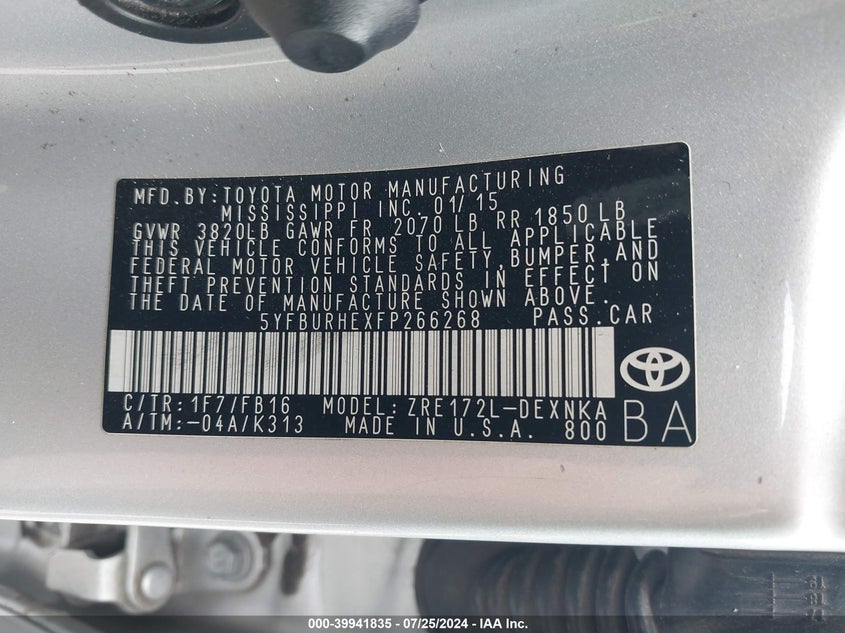 MFD.BY:TOYOTA MOTOR MANUFACTURING
MISSISSIPPI INC. 01/15
GVWR 3820LB GAWR FR 2070 LB RR 1850 LB
THIS VEHICLE CONFORMS TO ALL APPLICABLE
FEDERAL MOTOR VEHICLE SAFETY,BUMPER,AND
THEFT PREVENTION STANDARDS IN EFFECT ON
THE DATE OF MANUFACTURE SHOWN ABOVE.
5YFBURHEXFP266268 PASS.CAR
C/TR:1F7/FB16 MODEL:ZRE172L-DEXNKA
A/TM:-04A/K313 MADE IN U.S.A. 800
BA
000-39941835 - 07/25/2024 - IAA Inc.